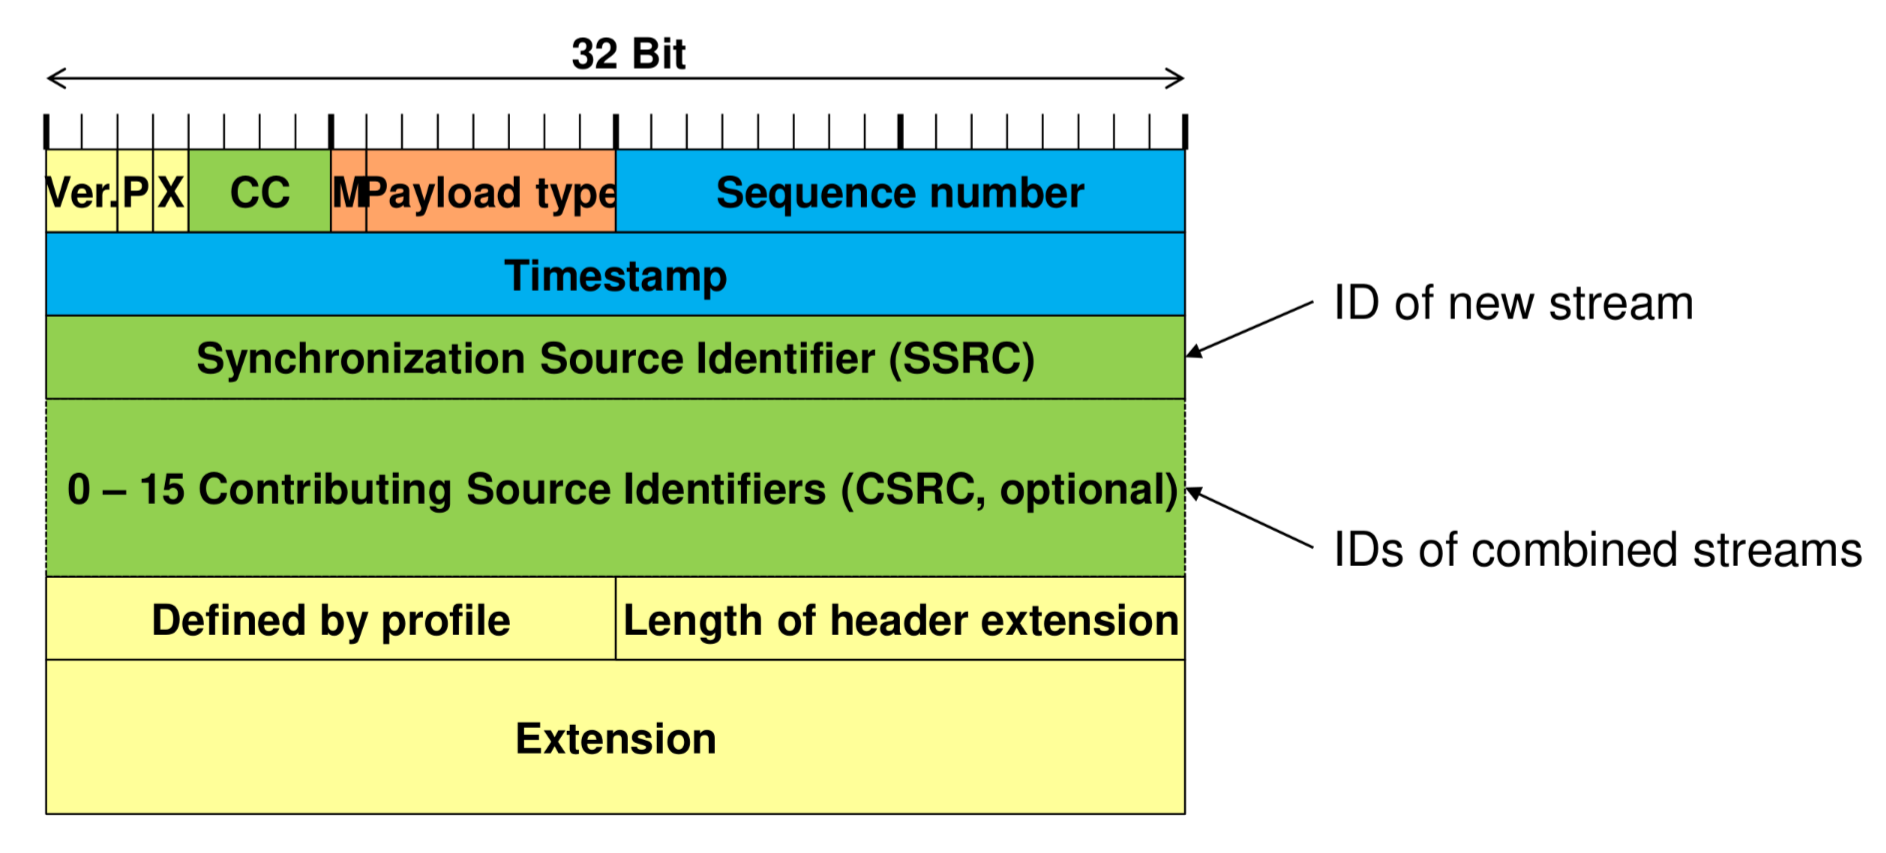 32 Bit
Ver. P X CC M Payload type Sequence number
Timestamp
ID of new stream
Synchronization Source Identifier (SSRC)
0 – 15 Contributing Source Identifiers (CSRC, optional)
IDs of combined streams
Defined by profile Length of header extension
Extension